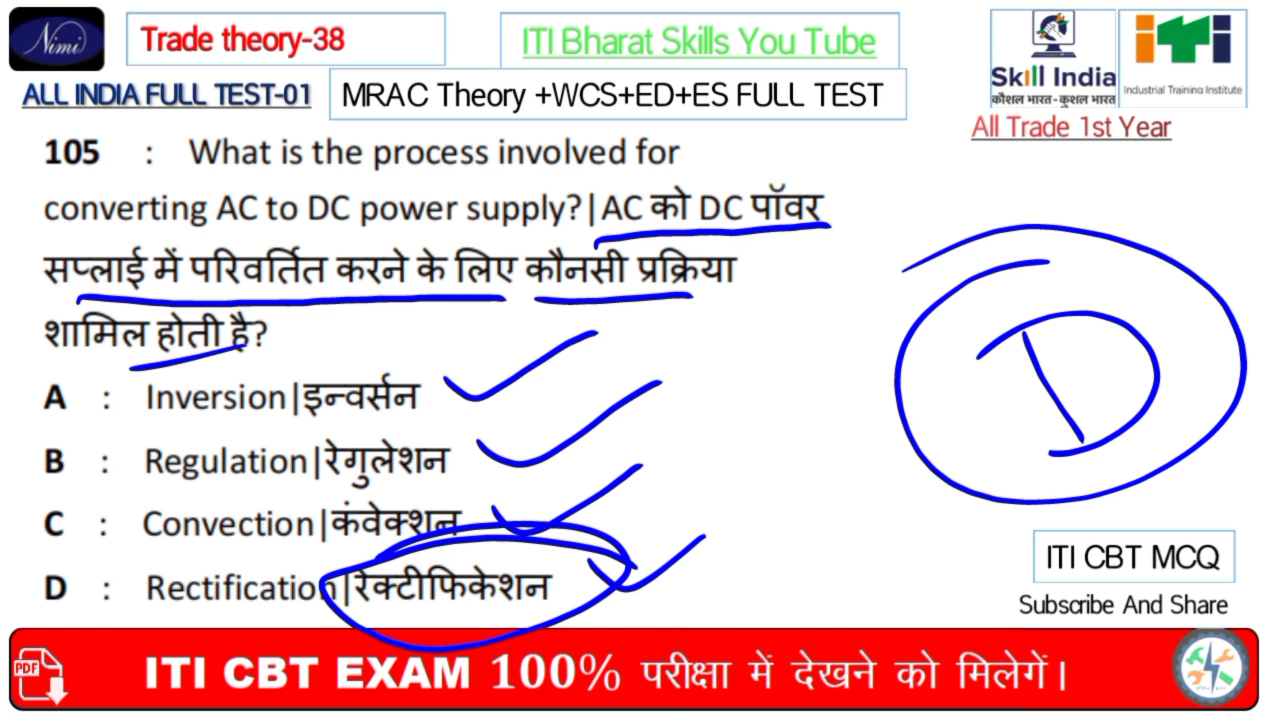 Nimi
Trade theory-38
ITI Bharat Skills You Tube
Skill India
कौशल भारत-कुशल भारत
iTi
Industrial Training Institute
ALL INDIA FULL TEST-01
MRAC Theory +WCS+ED+ES FULL TEST
All Trade 1st Year
105 : What is the process involved for
converting AC to DC power supply?|AC को DC पॉवर
सप्लाई में परिवर्तित करने के लिए कौनसी प्रक्रिया
शामिल होती है?
A : Inversion|इन्वर्सन
B : Regulation|रेगुलेशन
C : Convection|कंवेक्शन
D : Rectification|रेक्टीफिकेशन
D
ITI CBT MCQ
Subscribe And Share
PDF
ITI CBT EXAM 100% परीक्षा में देखने को मिलेगें।